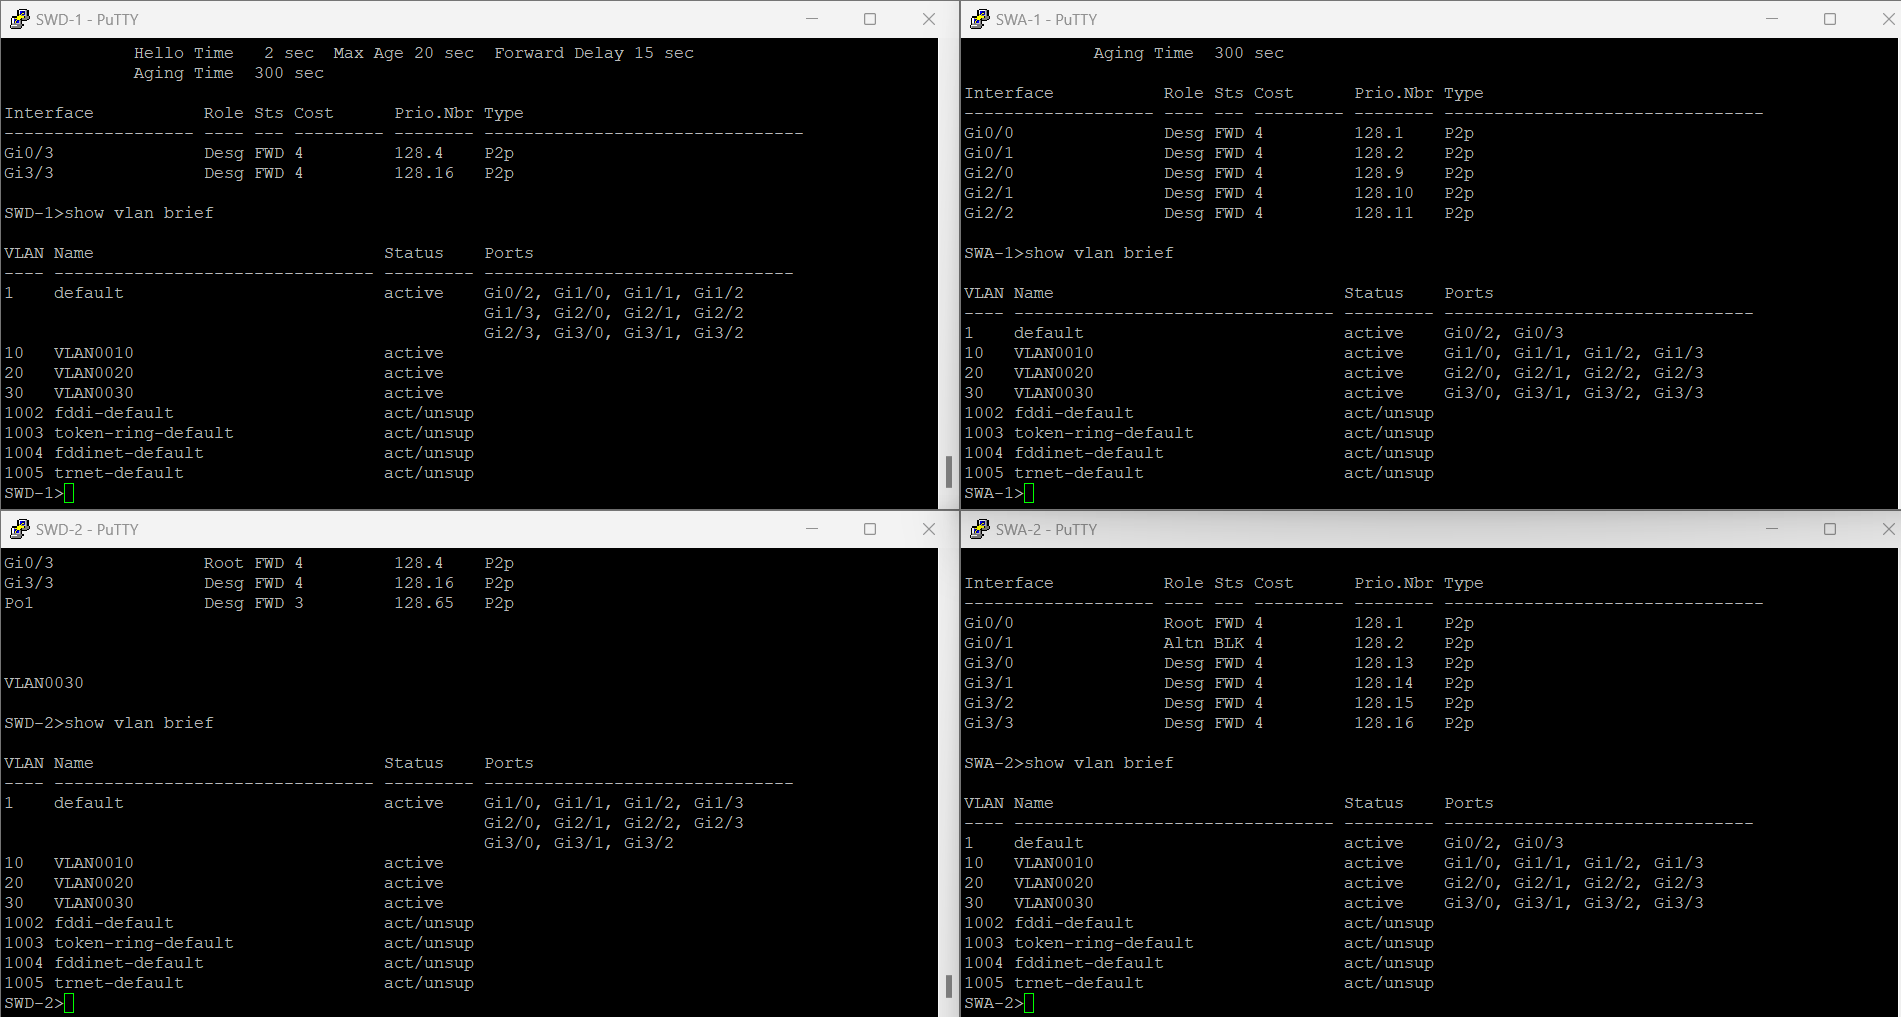 SWD-1 - PuTTY
Hello Time   2 sec  Max Age 20 sec  Forward Delay 15 sec
Aging Time  300 sec
Interface           Role Sts Cost      Prio.Nbr Type
------------------- ---- --- --------- -------- --------------------------------
Gi0/3               Desg FWD 4         128.4    P2p
Gi3/3               Desg FWD 4         128.16   P2p
SWD-1>show vlan brief
VLAN Name                             Status    Ports
---- -------------------------------- --------- -------------------------------
1    default                          active    Gi0/2, Gi1/0, Gi1/1, Gi1/2
Gi1/3, Gi2/0, Gi2/1, Gi2/2
Gi2/3, Gi3/0, Gi3/1, Gi3/2
10   VLAN0010                         active
20   VLAN0020                         active
30   VLAN0030                         active
1002 fddi-default                     act/unsup
1003 token-ring-default               act/unsup
1004 fddinet-default                  act/unsup
1005 trnet-default                    act/unsup
SWD-1>
SWA-1 - PuTTY
Aging Time  300 sec
Interface           Role Sts Cost      Prio.Nbr Type
------------------- ---- --- --------- -------- --------------------------------
Gi0/0               Desg FWD 4         128.1    P2p
Gi0/1               Desg FWD 4         128.2    P2p
Gi2/0               Desg FWD 4         128.9    P2p
Gi2/1               Desg FWD 4         128.10   P2p
Gi2/2               Desg FWD 4         128.11   P2p
SWA-1>show vlan brief
VLAN Name                             Status    Ports
---- -------------------------------- --------- -------------------------------
1    default                          active    Gi0/2, Gi0/3
10   VLAN0010                         active    Gi1/0, Gi1/1, Gi1/2, Gi1/3
20   VLAN0020                         active    Gi2/0, Gi2/1, Gi2/2, Gi2/3
30   VLAN0030                         active    Gi3/0, Gi3/1, Gi3/2, Gi3/3
1002 fddi-default                     act/unsup
1003 token-ring-default               act/unsup
1004 fddinet-default                  act/unsup
1005 trnet-default                    act/unsup
SWA-1>
SWD-2 - PuTTY
Gi0/3               Root FWD 4         128.4    P2p
Gi3/3               Desg FWD 4         128.16   P2p
Po1                 Desg FWD 3         128.65   P2p
VLAN0030
SWD-2>show vlan brief
VLAN Name                             Status    Ports
---- -------------------------------- --------- -------------------------------
1    default                          active    Gi1/0, Gi1/1, Gi1/2, Gi1/3
Gi2/0, Gi2/1, Gi2/2, Gi2/3
Gi3/0, Gi3/1, Gi3/2
10   VLAN0010                         active
20   VLAN0020                         active
30   VLAN0030                         active
1002 fddi-default                     act/unsup
1003 token-ring-default               act/unsup
1004 fddinet-default                  act/unsup
1005 trnet-default                    act/unsup
SWD-2>
SWA-2 - PuTTY
Interface           Role Sts Cost      Prio.Nbr Type
------------------- ---- --- --------- -------- --------------------------------
Gi0/0               Root FWD 4         128.1    P2p
Gi0/1               Altn BLK 4         128.2    P2p
Gi3/0               Desg FWD 4         128.13   P2p
Gi3/1               Desg FWD 4         128.14   P2p
Gi3/2               Desg FWD 4         128.15   P2p
Gi3/3               Desg FWD 4         128.16   P2p
SWA-2>show vlan brief
VLAN Name                             Status    Ports
---- -------------------------------- --------- -------------------------------
1    default                          active    Gi0/2, Gi0/3
10   VLAN0010                         active    Gi1/0, Gi1/1, Gi1/2, Gi1/3
20   VLAN0020                         active    Gi2/0, Gi2/1, Gi2/2, Gi2/3
30   VLAN0030                         active    Gi3/0, Gi3/1, Gi3/2, Gi3/3
1002 fddi-default                     act/unsup
1003 token-ring-default               act/unsup
1004 fddinet-default                  act/unsup
1005 trnet-default                    act/unsup
SWA-2>